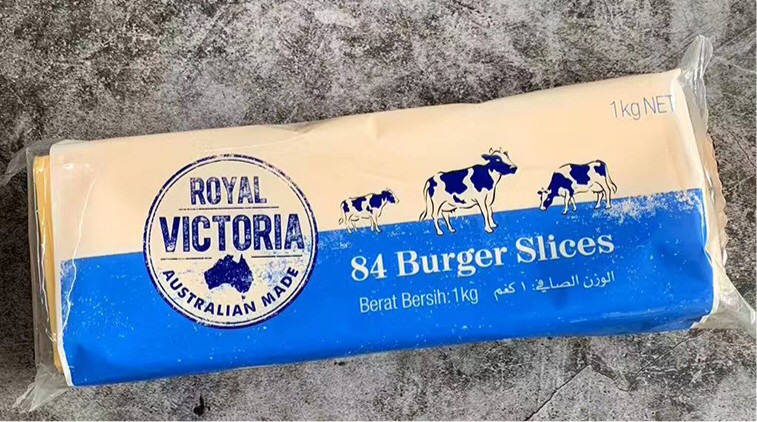 1kg NET
ROYAL
VICTORIA
AUSTRALIAN MADE
84 Burger Slices
Berat Bersih: 1kg الوزن الصافي: ١ كغم